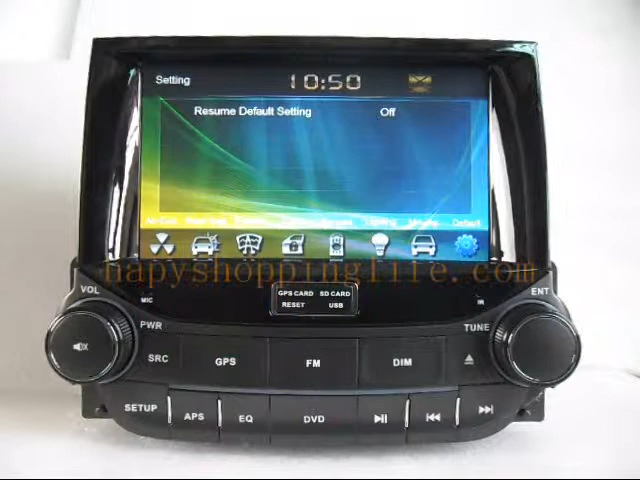 Setting 10:50
Resume Default Setting Off
Default
hapyshoppinglife.com
VOL
MIC
GPS CARD SD CARD
RESET USB
IR
ENT
PWR
TUNE
SRC GPS FM DIM
SETUP APS EQ DVD